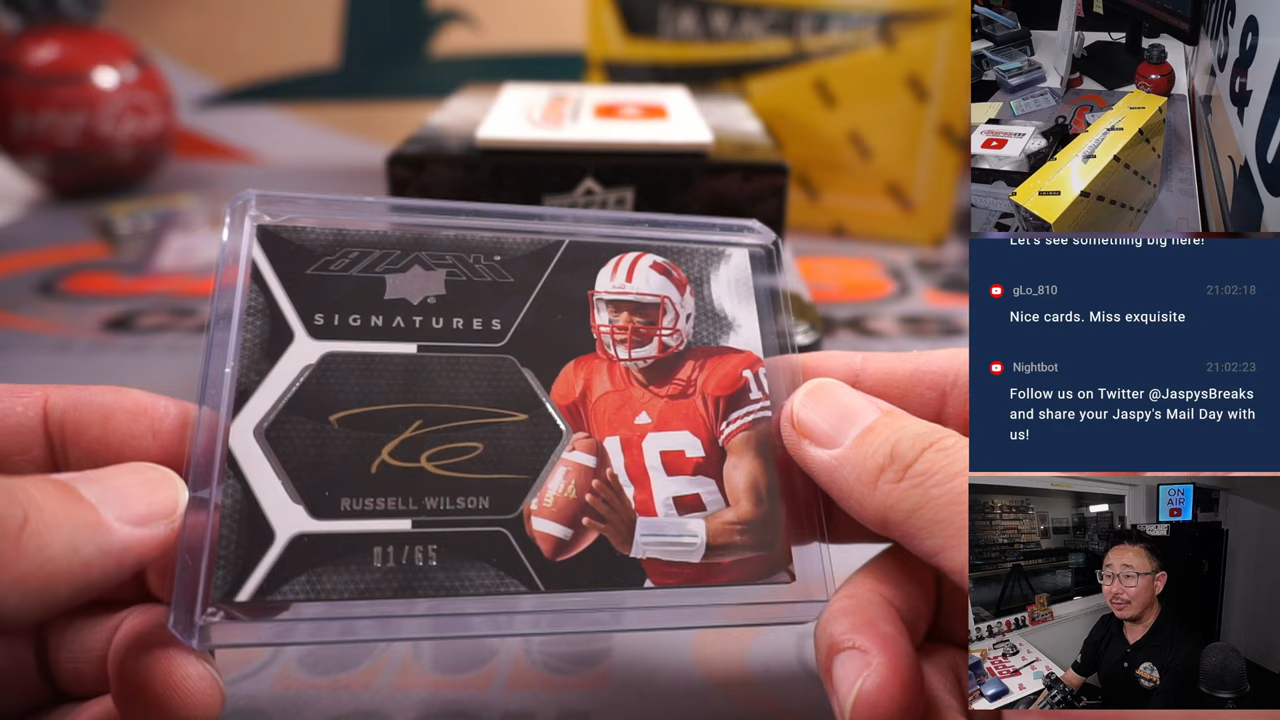 BLACK
SIGNATURES
RUSSELL WILSON
01/65
16
16
Let's see something big here!
gLo_810 21:02:18
Nice cards. Miss exquisite
Nightbot 21:02:23
Follow us on Twitter @JaspysBreaks
and share your Jaspy's Mail Day with
us!
ON
AIR